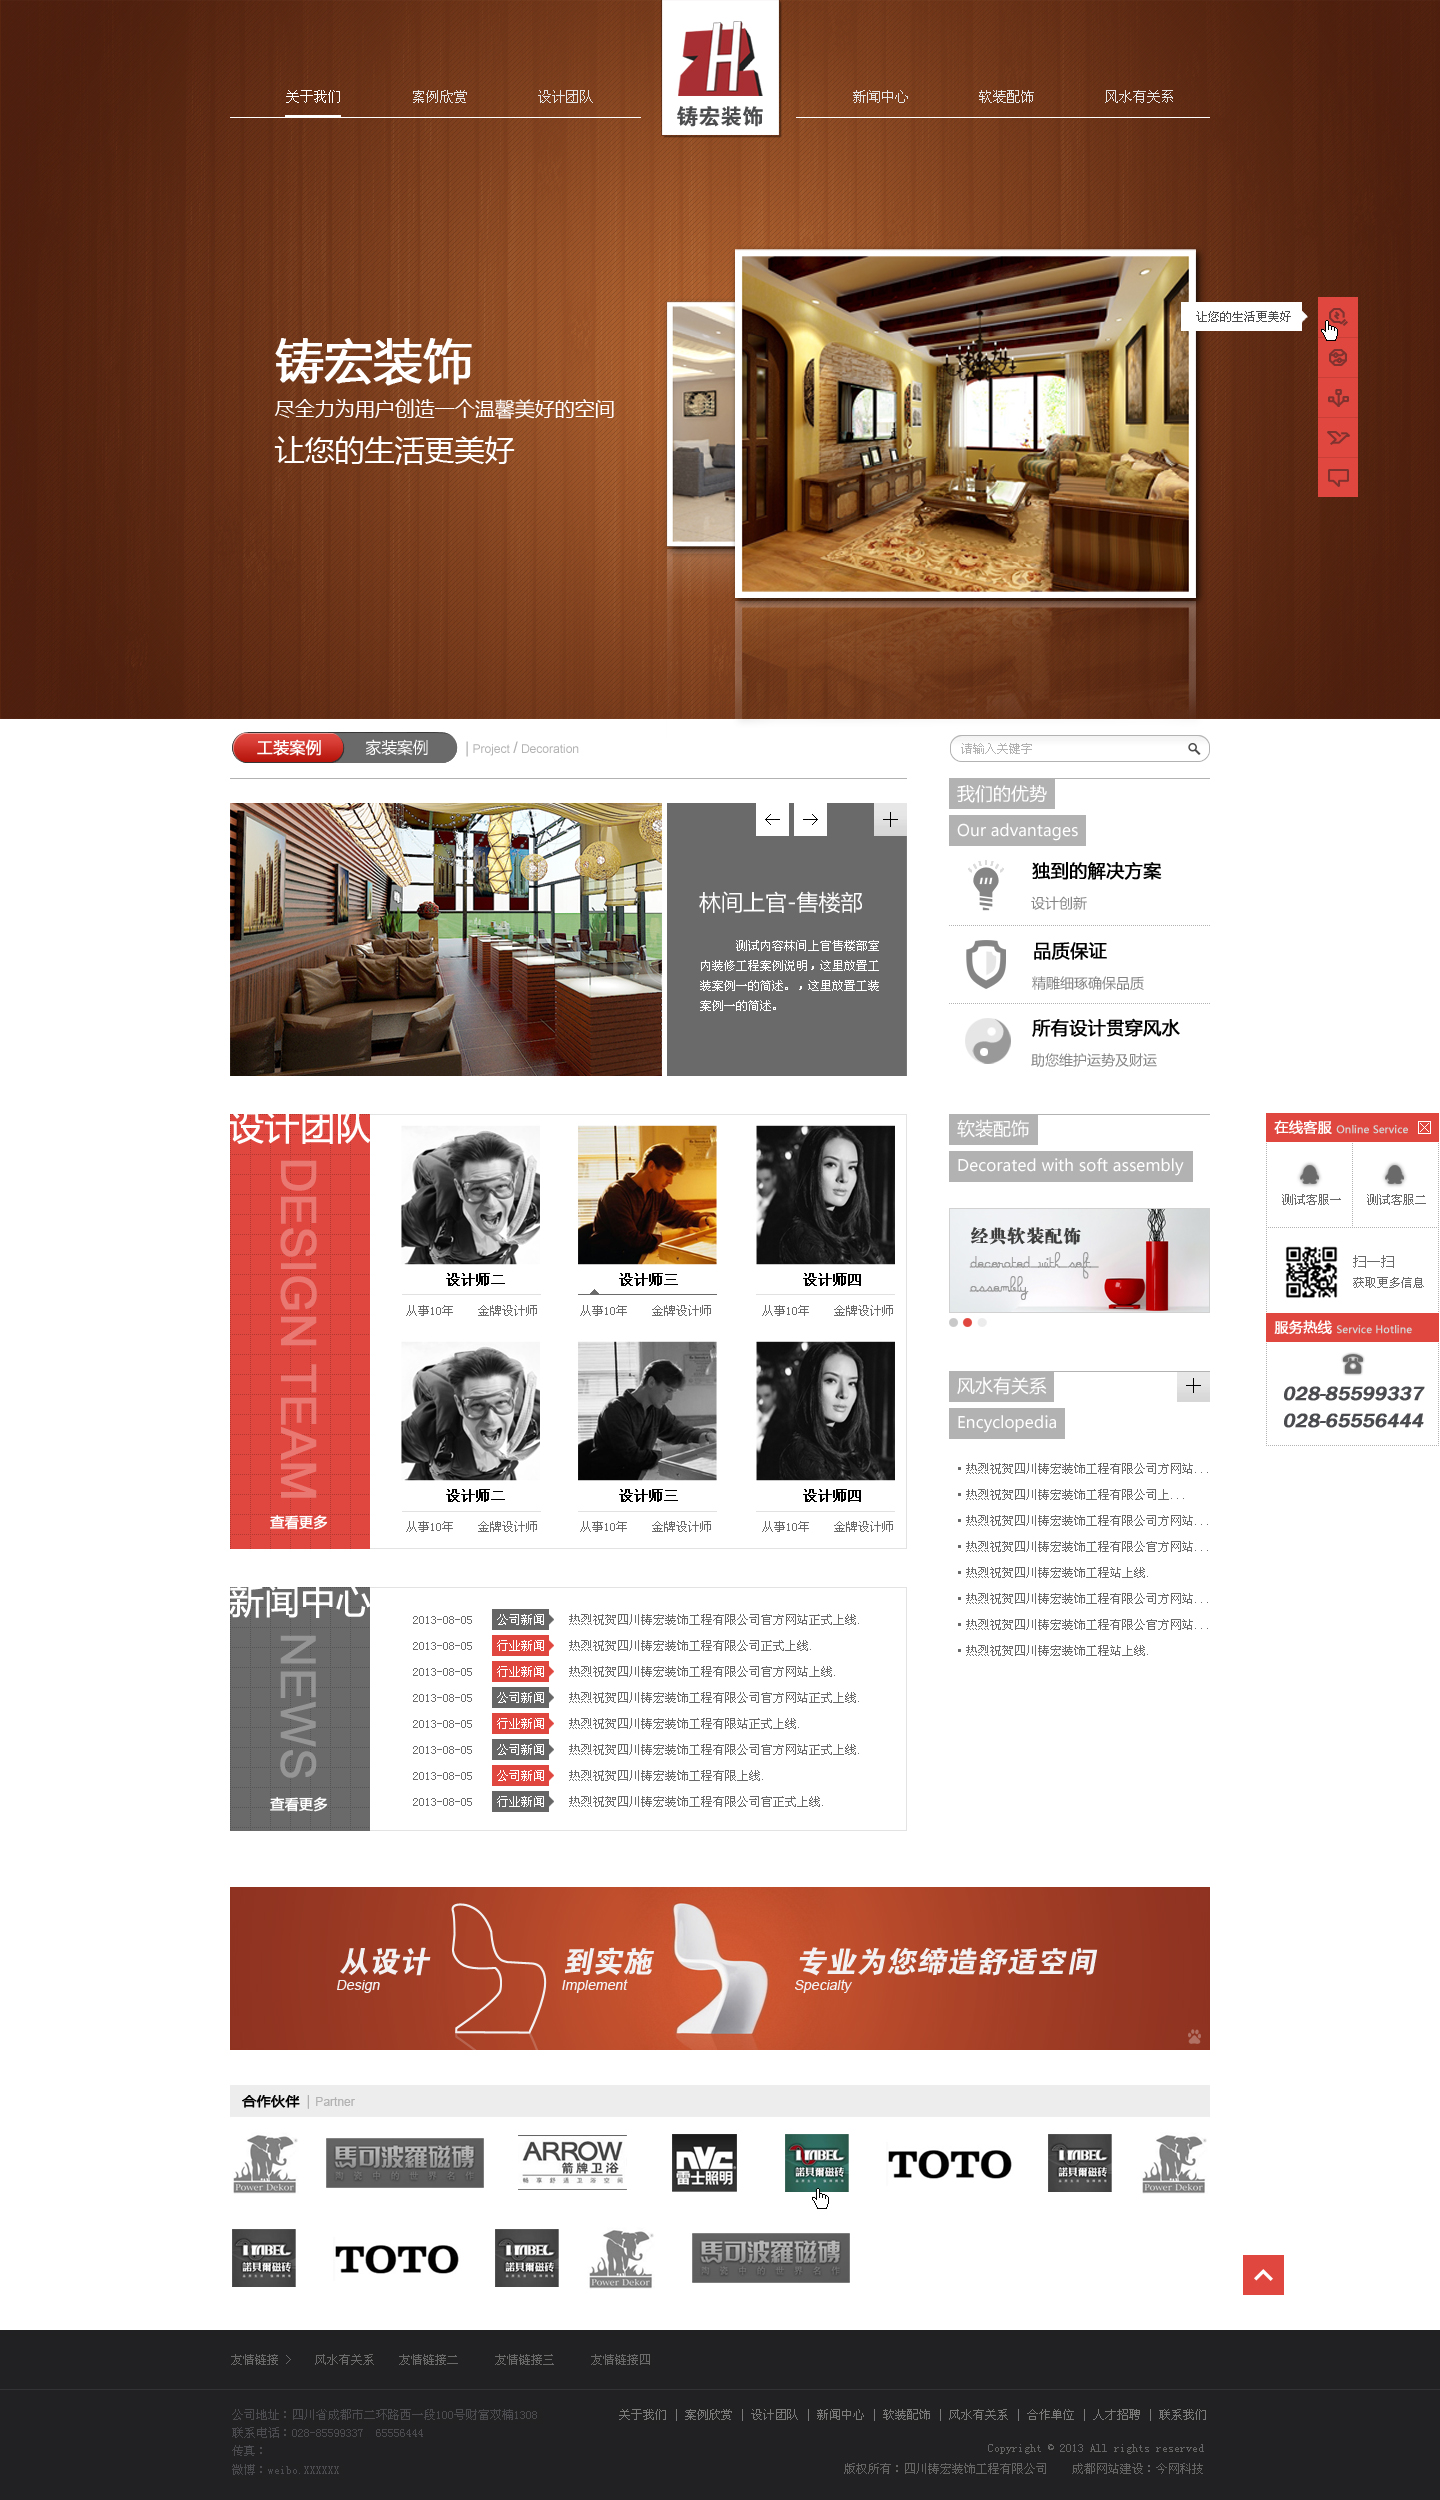 关于我们
案例欣赏
设计团队
铸宏装饰
新闻中心
软装配饰
风水有关系
让您的生活更美好
铸宏装饰
尽全力为用户创造一个温馨美好的空间
让您的生活更美好
工装案例
家装案例
| Project / Decoration
请输入关键字
林间上官-售楼部
测试内容林间上官售楼部室
内装修工程案例说明，这里放置工
装案例一的简述。，这里放置工装
案例一的简述。
我们的优势
Our advantages
独到的解决方案
设计创新
品质保证
精雕细琢确保品质
所有设计贯穿风水
助您维护运势及财运
设计团队
DESIGN TEAM
查看更多
设计师二
从事10年 金牌设计师
设计师三
从事10年 金牌设计师
设计师四
从事10年 金牌设计师
设计师二
从事10年 金牌设计师
设计师三
从事10年 金牌设计师
设计师四
从事10年 金牌设计师
软装配饰
Decorated with soft assembly
经典软装配饰
decorated with soft
assembly
在线客服 Online Service
测试客服一
测试客服二
扫一扫
获取更多信息
服务热线 Service Hotline
028-85599337
028-65556444
风水有关系
Encyclopedia
热烈祝贺四川铸宏装饰工程有限公司方网站...
热烈祝贺四川铸宏装饰工程有限公司上...
热烈祝贺四川铸宏装饰工程有限公司方网站...
热烈祝贺四川铸宏装饰工程有限公官方网站...
热烈祝贺四川铸宏装饰工程站上线.
热烈祝贺四川铸宏装饰工程有限公司方网站...
热烈祝贺四川铸宏装饰工程有限公官方网站...
热烈祝贺四川铸宏装饰工程站上线.
新闻中心
NEWS
查看更多
2013-08-05 公司新闻 热烈祝贺四川铸宏装饰工程有限公司官方网站正式上线.
2013-08-05 行业新闻 热烈祝贺四川铸宏装饰工程有限公司正式上线.
2013-08-05 行业新闻 热烈祝贺四川铸宏装饰工程有限公司官方网站上线.
2013-08-05 公司新闻 热烈祝贺四川铸宏装饰工程有限公司官方网站正式上线.
2013-08-05 行业新闻 热烈祝贺四川铸宏装饰工程有限站正式上线.
2013-08-05 公司新闻 热烈祝贺四川铸宏装饰工程有限公司官方网站正式上线.
2013-08-05 公司新闻 热烈祝贺四川铸宏装饰工程有限上线.
2013-08-05 行业新闻 热烈祝贺四川铸宏装饰工程有限公司官正式上线.
从设计
Design
到实施
Implement
专业为您缔造舒适空间
Specialty
合作伙伴 | Partner
Power Dekor
馬可波羅磁磚
陶瓷中的世界名作
ARROW
箭牌卫浴
畅享舒适卫浴空间
nvc
雷士照明
諾貝爾磁砖
TOTO
諾貝爾磁砖
Power Dekor
諾貝爾磁砖
TOTO
諾貝爾磁砖
Power Dekor
馬可波羅磁磚
陶瓷中的世界名作
友情链接 >
风水有关系
友情链接二
友情链接三
友情链接四
公司地址：四川省成都市二环路西一段100号财富双楠1308
联系电话：028-85599337 65556444
传真：
微博：weibo.XXXXXX
关于我们 | 案例欣赏 | 设计团队 | 新闻中心 | 软装配饰 | 风水有关系 | 合作单位 | 人才招聘 | 联系我们
Copyright © 2013 All rights reserved
版权所有：四川铸宏装饰工程有限公司 成都网站建设：今网科技